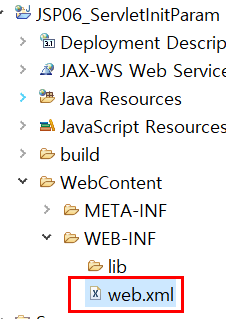 JSP06_ServletInitParam
Deployment Descrip
JAX-WS Web Service
Java Resources
JavaScript Resources
build
WebContent
META-INF
WEB-INF
lib
web.xml